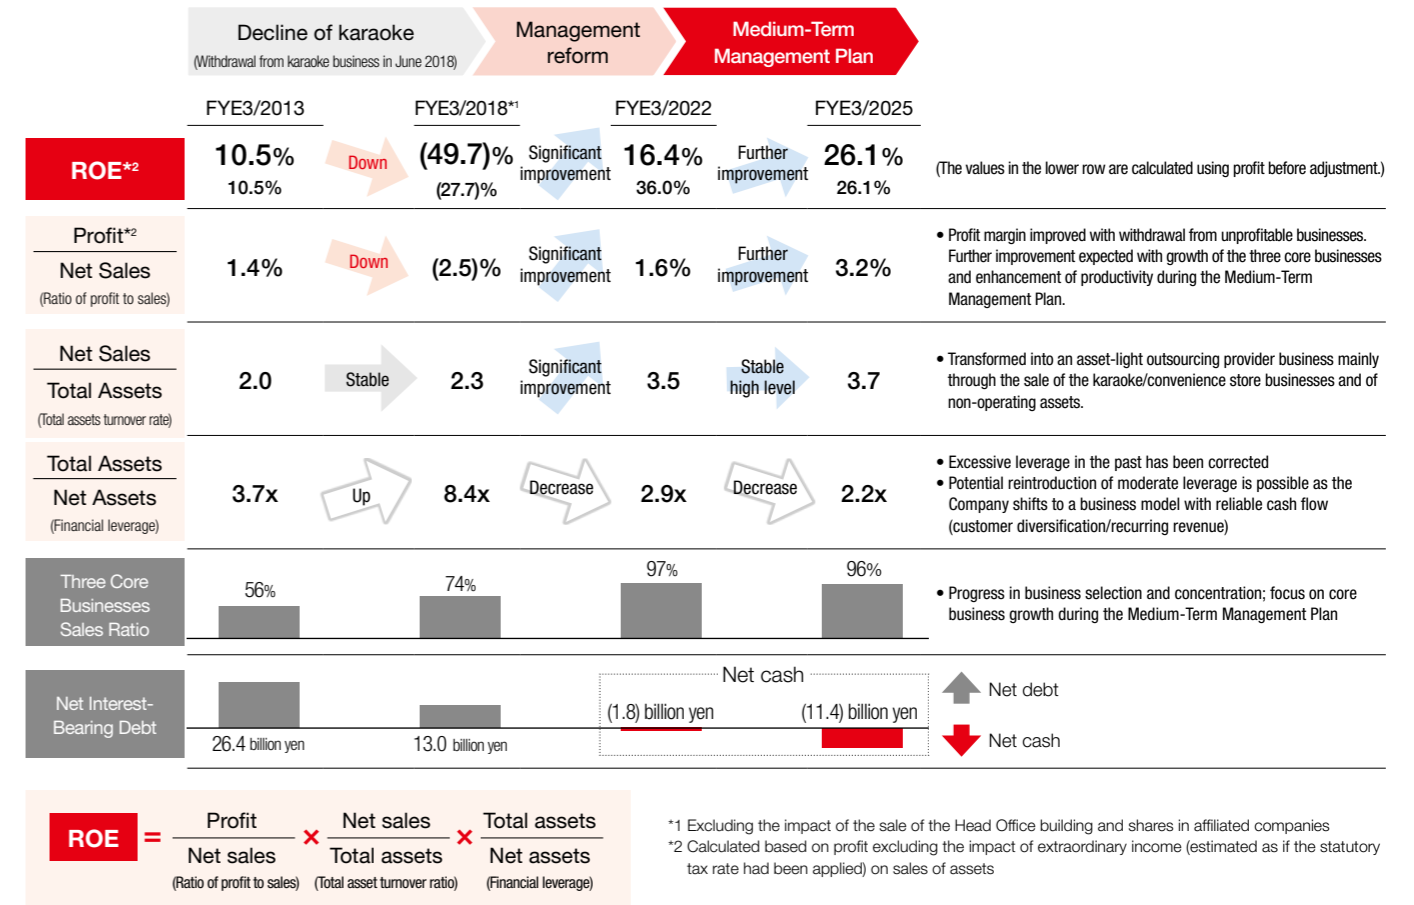 Decline of karaoke
(Withdrawal from karaoke business in June 2018)
Management
reform
Medium-Term
Management Plan
FYE3/2013
FYE3/2018*1
FYE3/2022
FYE3/2025
ROE*2
10.5%
10.5%
Down
(49.7)%
(27.7)%
Significant
improvement
16.4%
36.0%
Further
improvement
26.1%
26.1%
(The values in the lower row are calculated using profit before adjustment.)
Profit*2
Net Sales
(Ratio of profit to sales)
1.4%
Down
(2.5)%
Significant
improvement
1.6%
Further
improvement
3.2%
• Profit margin improved with withdrawal from unprofitable businesses.
Further improvement expected with growth of the three core businesses
and enhancement of productivity during the Medium-Term
Management Plan.
Net Sales
Total Assets
(Total assets turnover rate)
2.0
Stable
2.3
Significant
improvement
3.5
Stable
high level
3.7
• Transformed into an asset-light outsourcing provider business mainly
through the sale of the karaoke/convenience store businesses and of
non-operating assets.
Total Assets
Net Assets
(Financial leverage)
3.7x
Up
8.4x
Decrease
2.9x
Decrease
2.2x
• Excessive leverage in the past has been corrected
• Potential reintroduction of moderate leverage is possible as the
Company shifts to a business model with reliable cash flow
(customer diversification/recurring revenue)
Three Core
Businesses
Sales Ratio
56%
74%
97%
96%
• Progress in business selection and concentration; focus on core
business growth during the Medium-Term Management Plan
Net Interest-
Bearing Debt
26.4 billion yen
13.0 billion yen
Net cash
(1.8) billion yen
(11.4) billion yen
Net debt
Net cash
ROE
=
Profit
Net sales
(Ratio of profit to sales)
×
Net sales
Total assets
(Total asset turnover ratio)
×
Total assets
Net assets
(Financial leverage)
*1 Excluding the impact of the sale of the Head Office building and shares in affiliated companies
*2 Calculated based on profit excluding the impact of extraordinary income (estimated as if the statutory
tax rate had been applied) on sales of assets